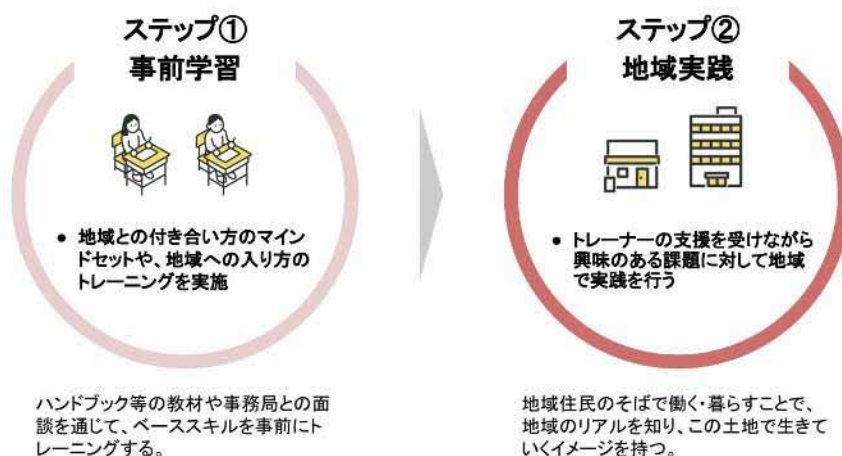 ステップ①
事前学習
● 地域との付き合い方のマイン
ドセットや、地域への入り方の
トレーニングを実施
ハンドブック等の教材や事務局との面
談を通じて、ベーススキルを事前にト
レーニングする。
ステップ②
地域実践
● トレーナーの支援を受けながら
興味のある課題に対して地域
で実践を行う
地域住民のそばで働く・暮らすことで、
地域のリアルを知り、この土地で生きて
いくイメージを持つ。